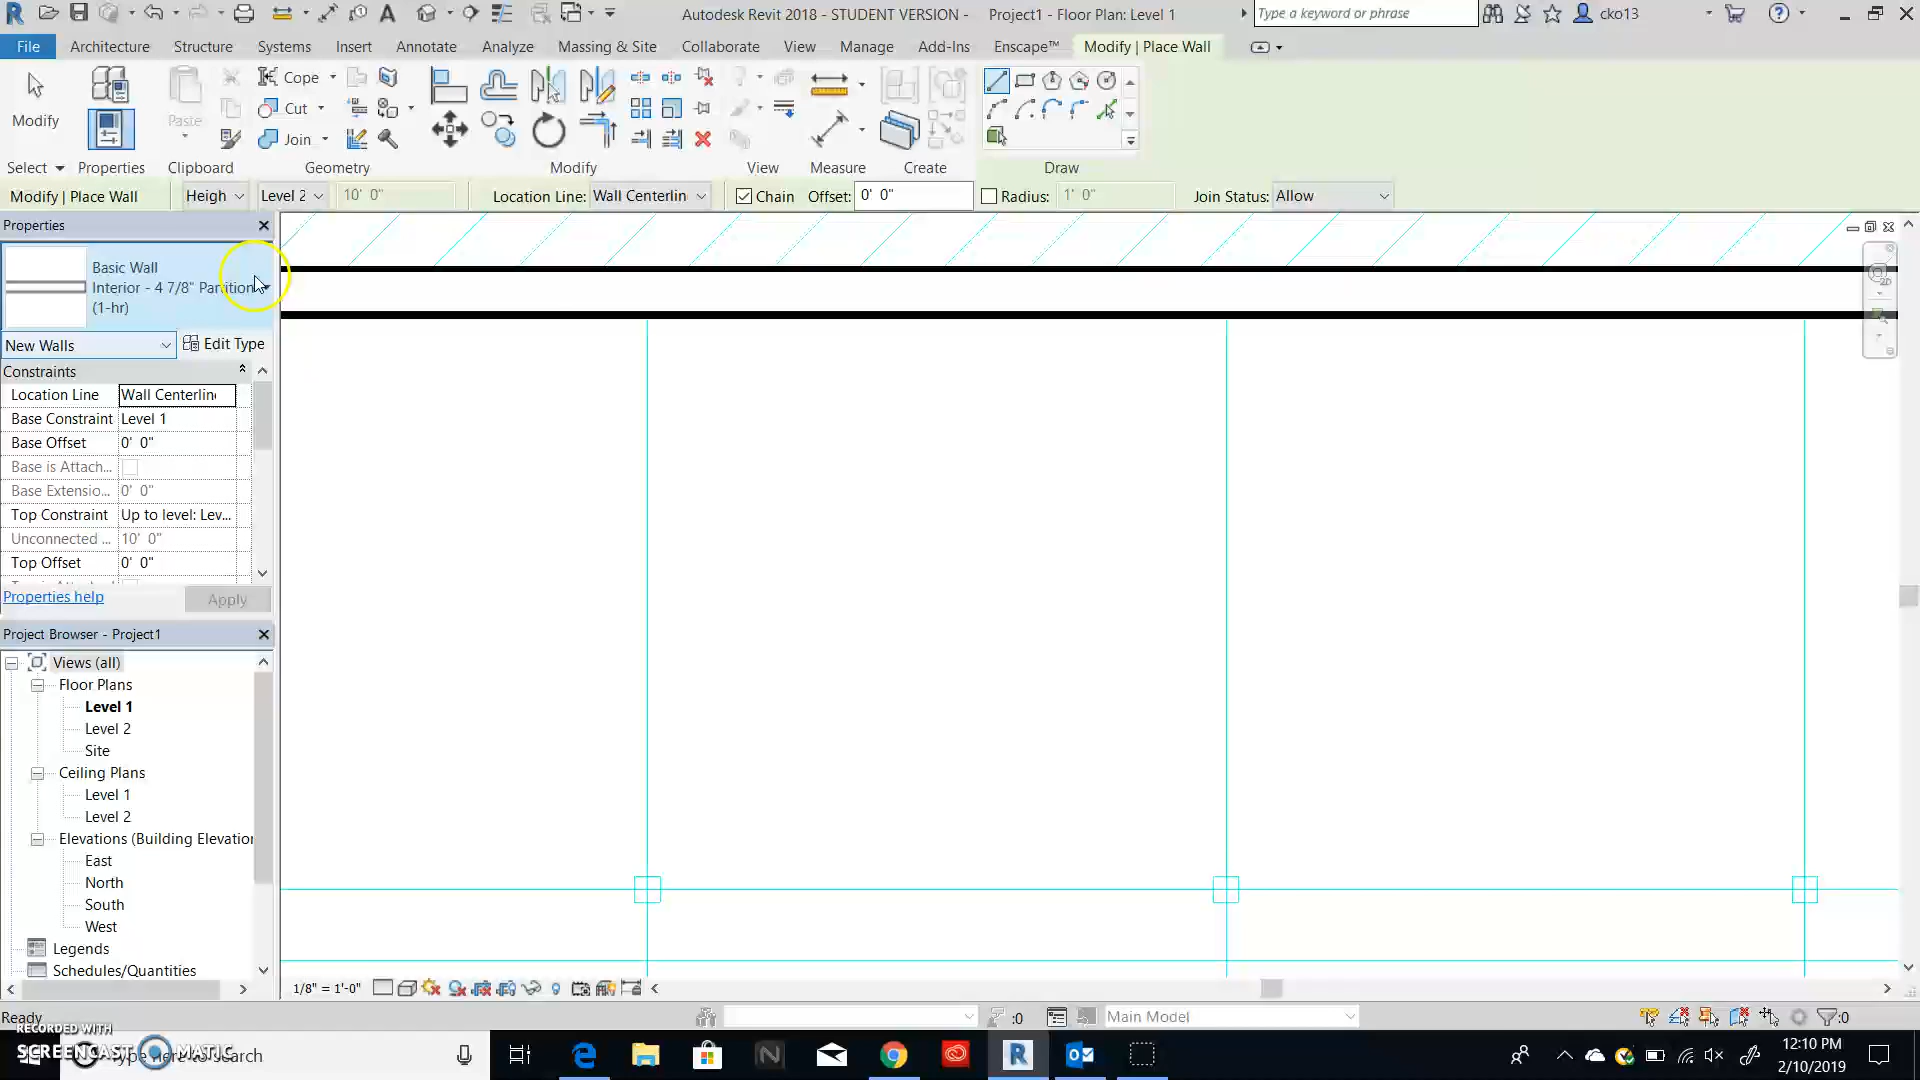 Autodesk Revit 2018 - STUDENT VERSION - Project1 - Floor Plan: Level 1
Type a keyword or phrase
cko13
File Architecture Structure Systems Insert Annotate Analyze Massing & Site Collaborate View Manage Add-Ins Enscape™ Modify | Place Wall
Modify
Paste
Cope
Cut
Join
Select Properties Clipboard Geometry Modify View Measure Create Draw
Modify | Place Wall Heigh Level 2 10' 0" Location Line: Wall Centerlin Chain Offset: 0' 0" Radius: 1' 0" Join Status: Allow
Properties
2D
Basic Wall
Interior - 4 7/8" Partition
(1-hr)
New Walls Edit Type
Constraints
Location Line Wall Centerline
Base Constraint Level 1
Base Offset 0' 0"
Base is Attach...
Base Extensio... 0' 0"
Top Constraint Up to level: Lev...
Unconnected ... 10' 0"
Top Offset 0' 0"
Properties help Apply
Project Browser - Project1
Views (all)
Floor Plans
Level 1
Level 2
Site
Ceiling Plans
Level 1
Level 2
Elevations (Building Elevation
East
North
South
West
Legends
Schedules/Quantities
1/8" = 1'-0"
Ready
:0
Main Model
:0
RECORDED WITH
SCREENCAST MATIC
Type here to search
12:10 PM
2/10/2019